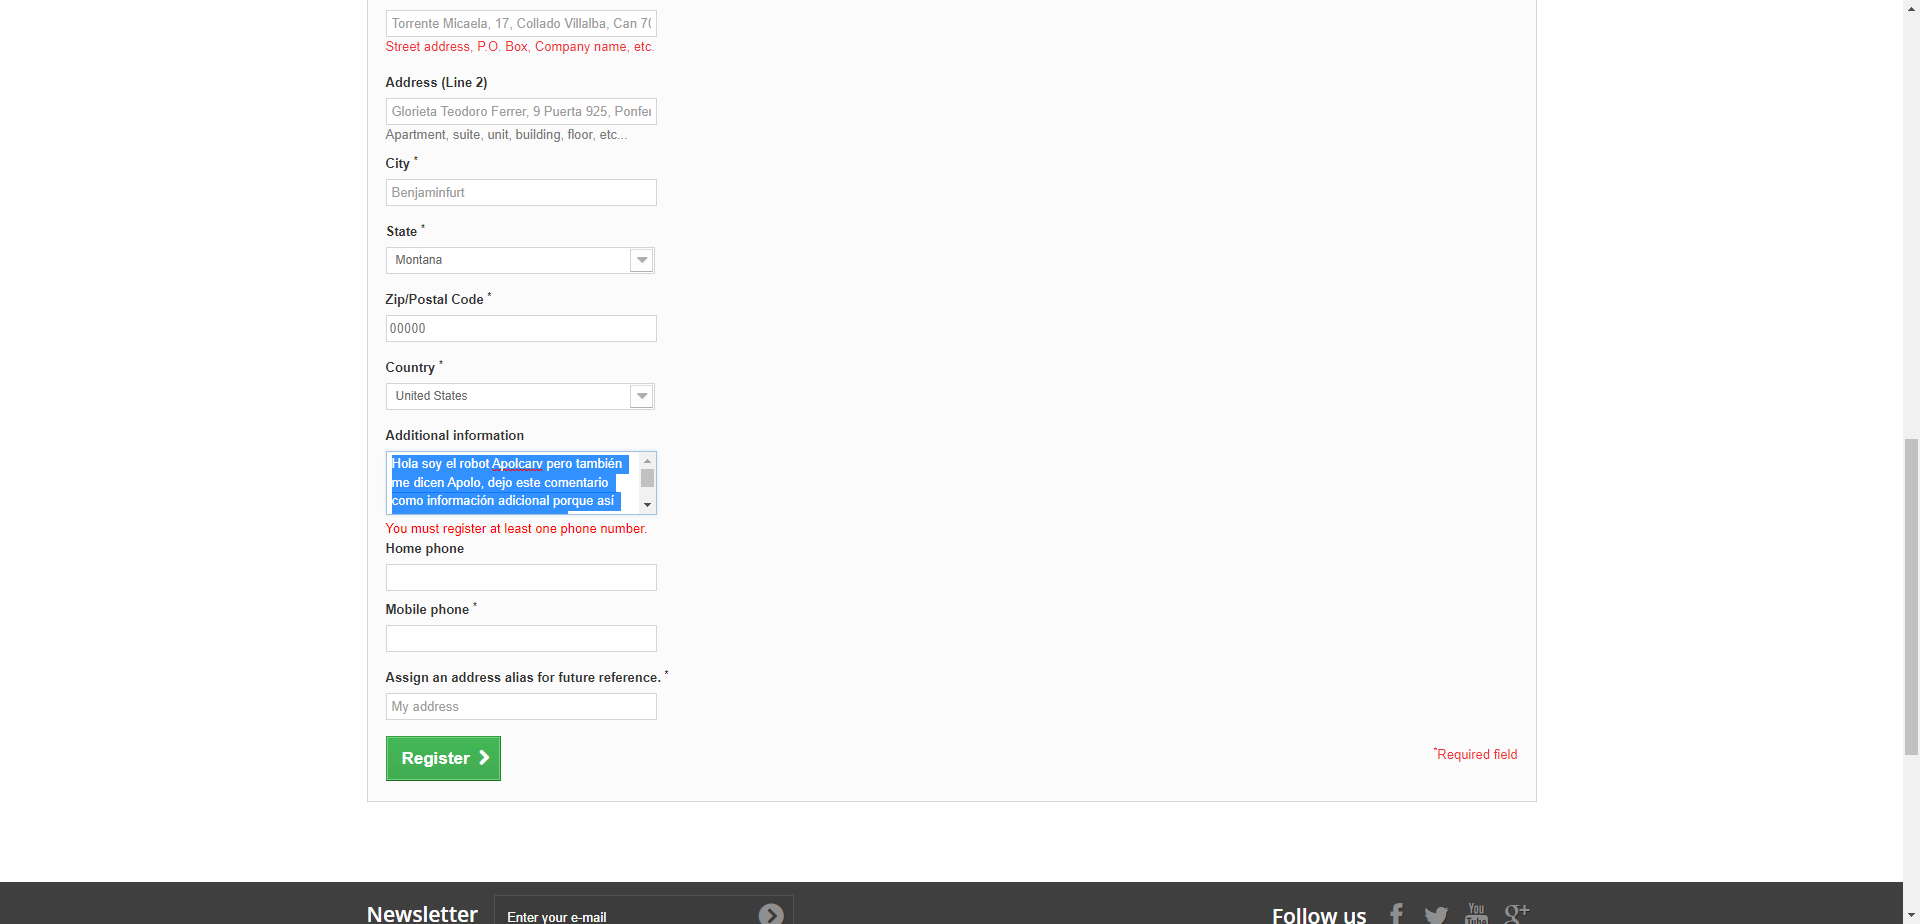 Torrente Micaela, 17, Collado Villalba, Can 70
Street address, P.O. Box, Company name, etc.
Address (Line 2)
Glorieta Teodoro Ferrer, 9 Puerta 925, Ponfer
Apartment, suite, unit, building, floor, etc...
City *
Benjaminfurt
State *
Montana
Zip/Postal Code *
00000
Country *
United States
Additional information
Hola soy el robot Apolcarv pero también
me dicen Apolo, dejo este comentario
como información adicional porque así
You must register at least one phone number.
Home phone
Mobile phone *
Assign an address alias for future reference. *
My address
Register
*Required field
Newsletter
Enter your e-mail
Follow us
You
Tube